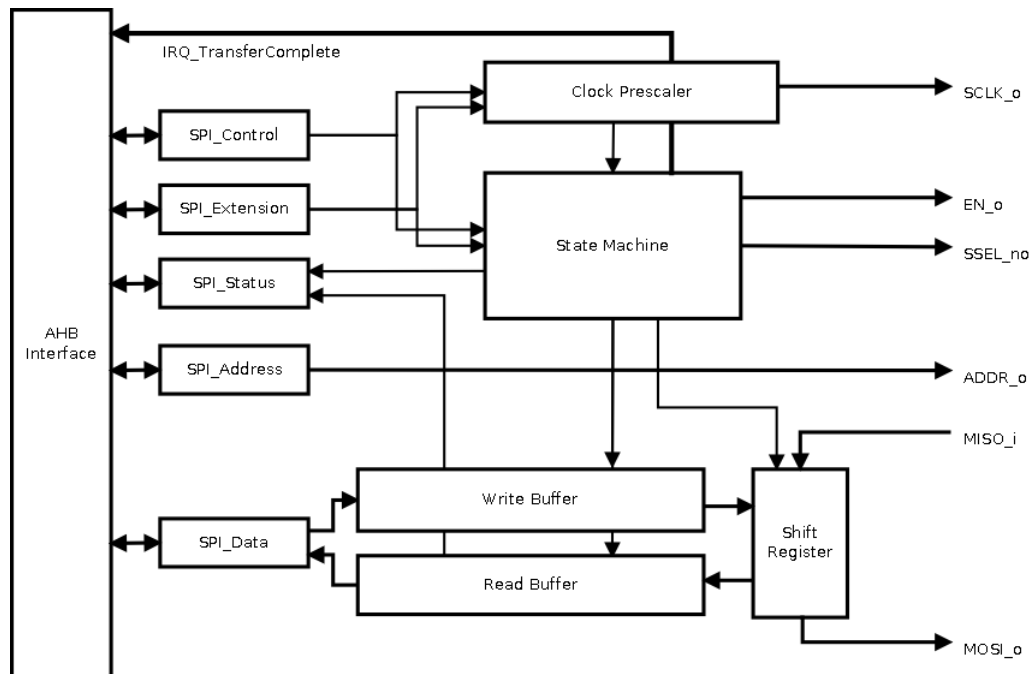 IRQ_TransferComplete
Clock Prescaler
SCLK_o
SPI_Control
SPI_Extension
EN_o
State Machine
SSEL_no
SPI_Status
AHB
Interface
SPI_Address
ADDR_o
MISO_i
Write Buffer
SPI_Data
Shift
Register
Read Buffer
MOSI_o